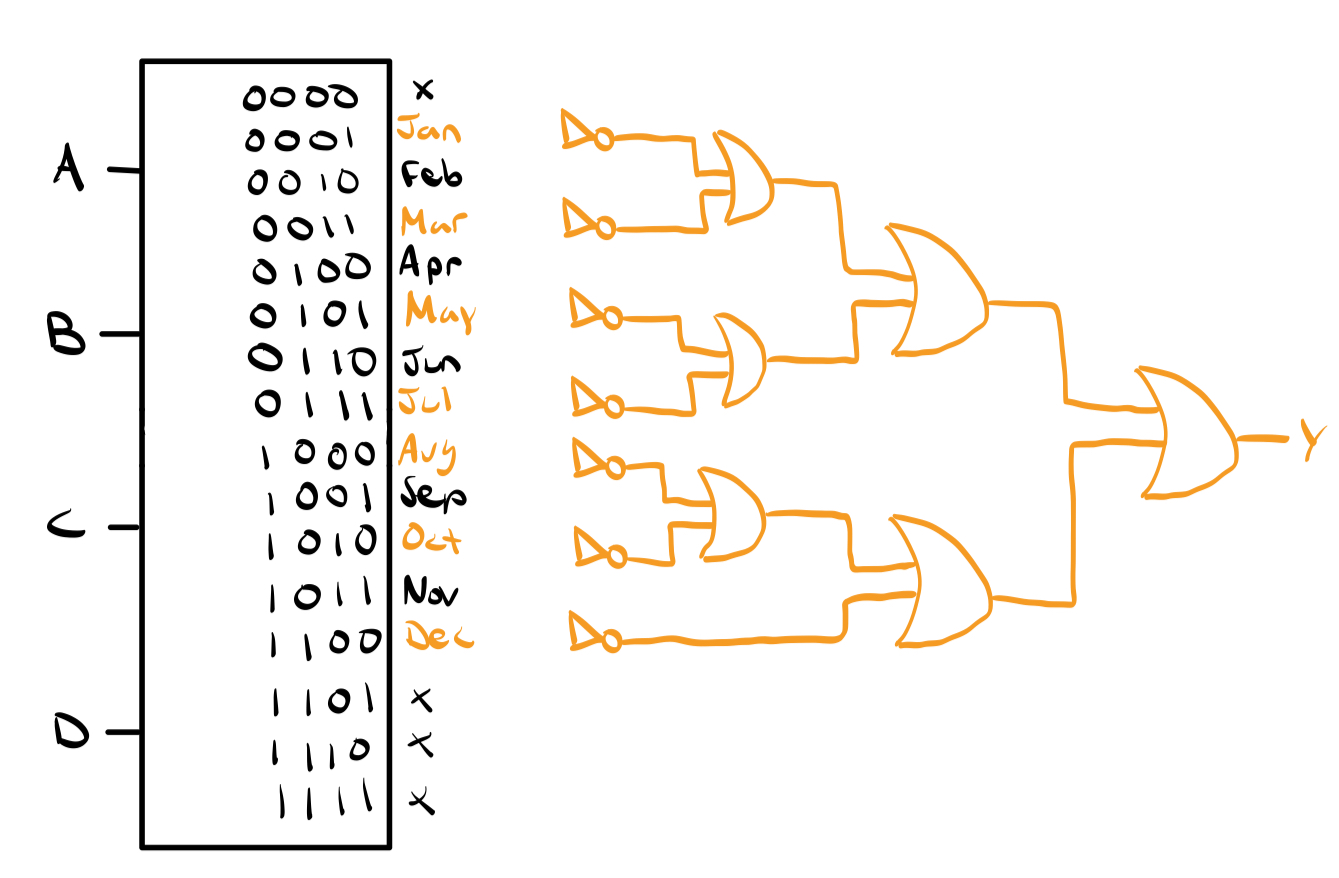 0000 x
0001 Jan
A
0010 Feb
0011 Mar
0100 Apr
0101 May
B
0110 Jun
0111 Jul
1000 Aug
1001 Sep
C
1010 Oct
1011 Nov
1100 Dec
1101 x
D
1110 x
1111 x
Y